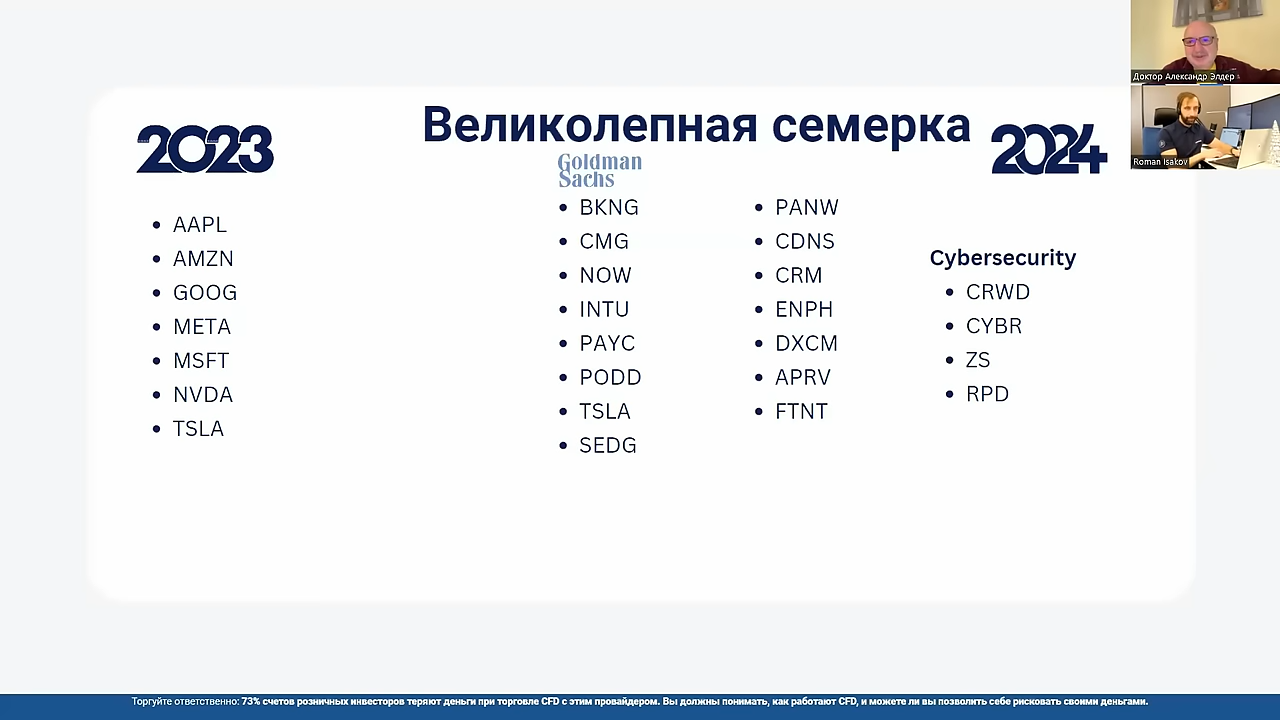 Великолепная семерка
2023
Goldman
Sachs
2024
AAPL
AMZN
GOOG
META
MSFT
NVDA
TSLA
BKNG
CMG
NOW
INTU
PAYC
PODD
TSLA
SEDG
PANW
CDNS
CRM
ENPH
DXCM
APRV
FTNT
Cybersecurity
CRWD
CYBR
ZS
RPD
Доктор Александр Элдер
Roman Isakov
Торгуйте ответственно: 73% счетов розничных инвесторов теряют деньги при торговле CFD с этим провайдером. Вы должны понимать, как работают CFD, и можете ли вы позволить себе рисковать своими деньгами.